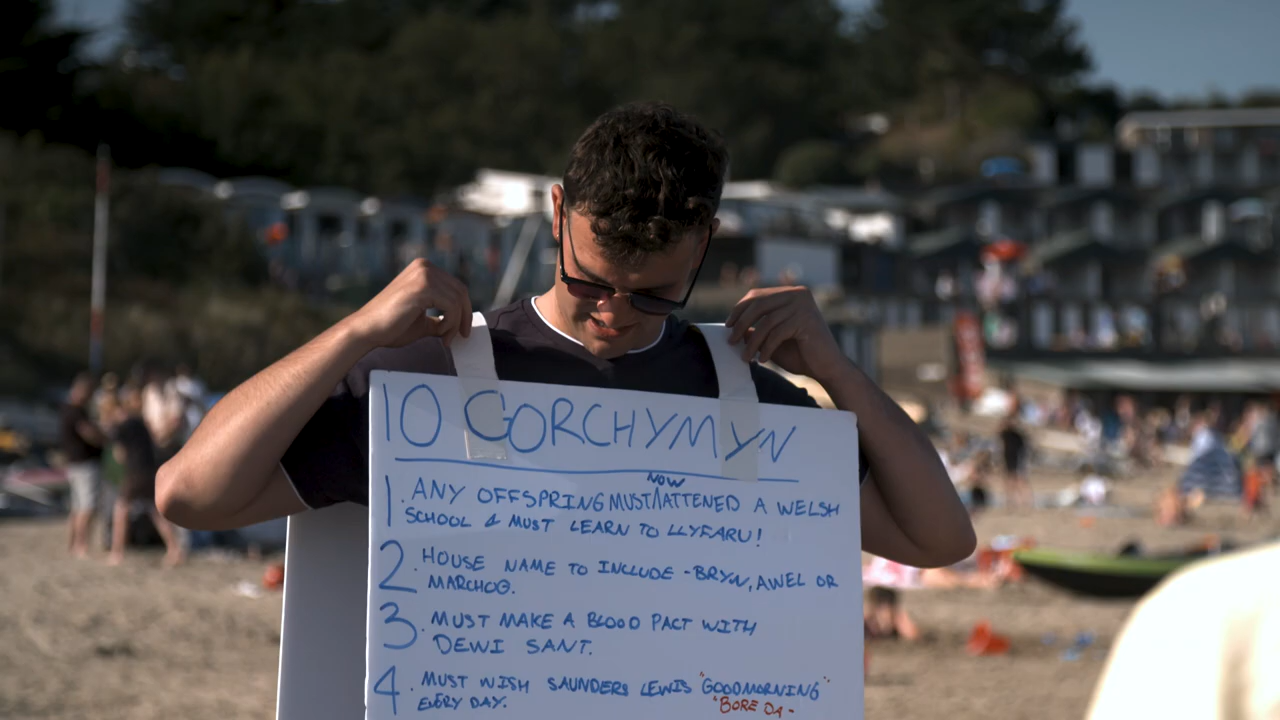 10 GORCHYMYN
NOW
1. ANY OFFSPRING MUST ATTENED A WELSH
SCHOOL & MUST LEARN TO LLYFARU!
2. HOUSE NAME TO INCLUDE - BRYN, AWEL OR
MARCHOG.
3. MUST MAKE A BLOOD PACT WITH
DEWI SANT.
4. MUST WISH SAUNDERS LEWIS "GOODMORNING"
EVERY DAY. "BORE DA-